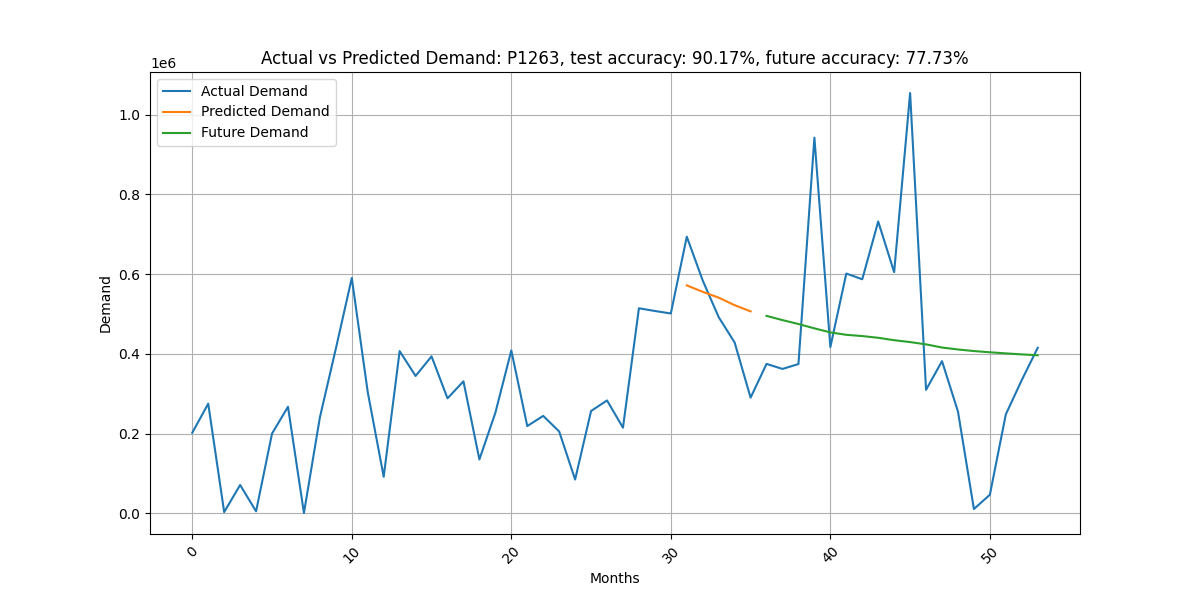 Actual vs Predicted Demand: P1263, test accuracy: 90.17%, future accuracy: 77.73%
1e6
Actual Demand
Predicted Demand
Future Demand
1.0
0.8
0.6
0.4
0.2
0.0
Demand
0 10 20 30 40 50
Months